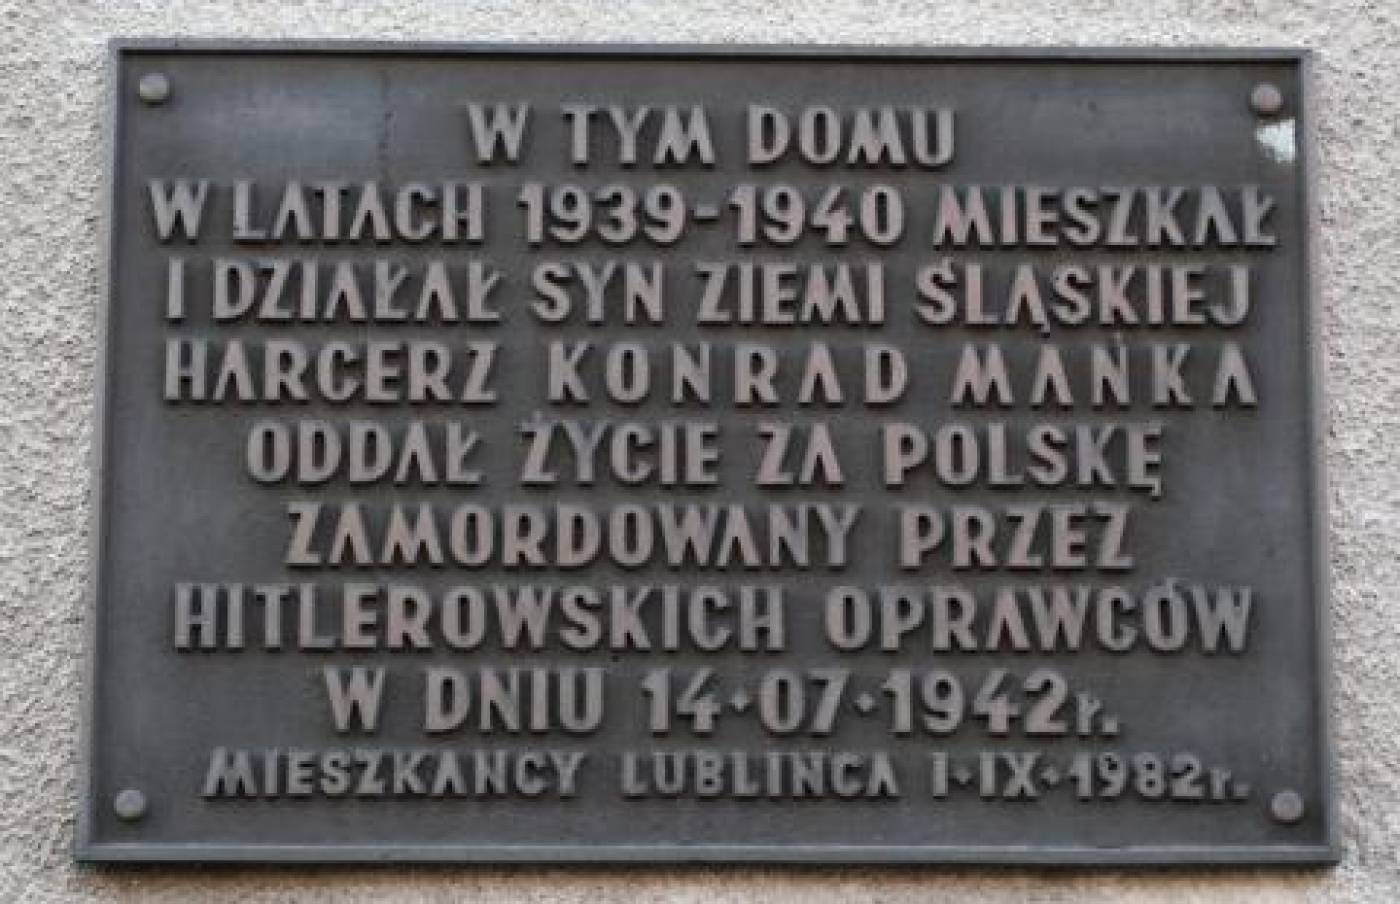 W TYM DOMU
W LATACH 1939-1940 MIESZKAŁ
I DZIAŁAŁ SYN ZIEMI ŚLĄSKIEJ
HARCERZ KONRAD MAŃKA
ODDAŁ ŻYCIE ZA POLSKĘ
ZAMORDOWANY PRZEZ
HITLEROWSKICH OPRAWCÓW
W DNIU 14·07·1942r.
MIESZKAŃCY LUBLIŃCA 1·IX·1982r.